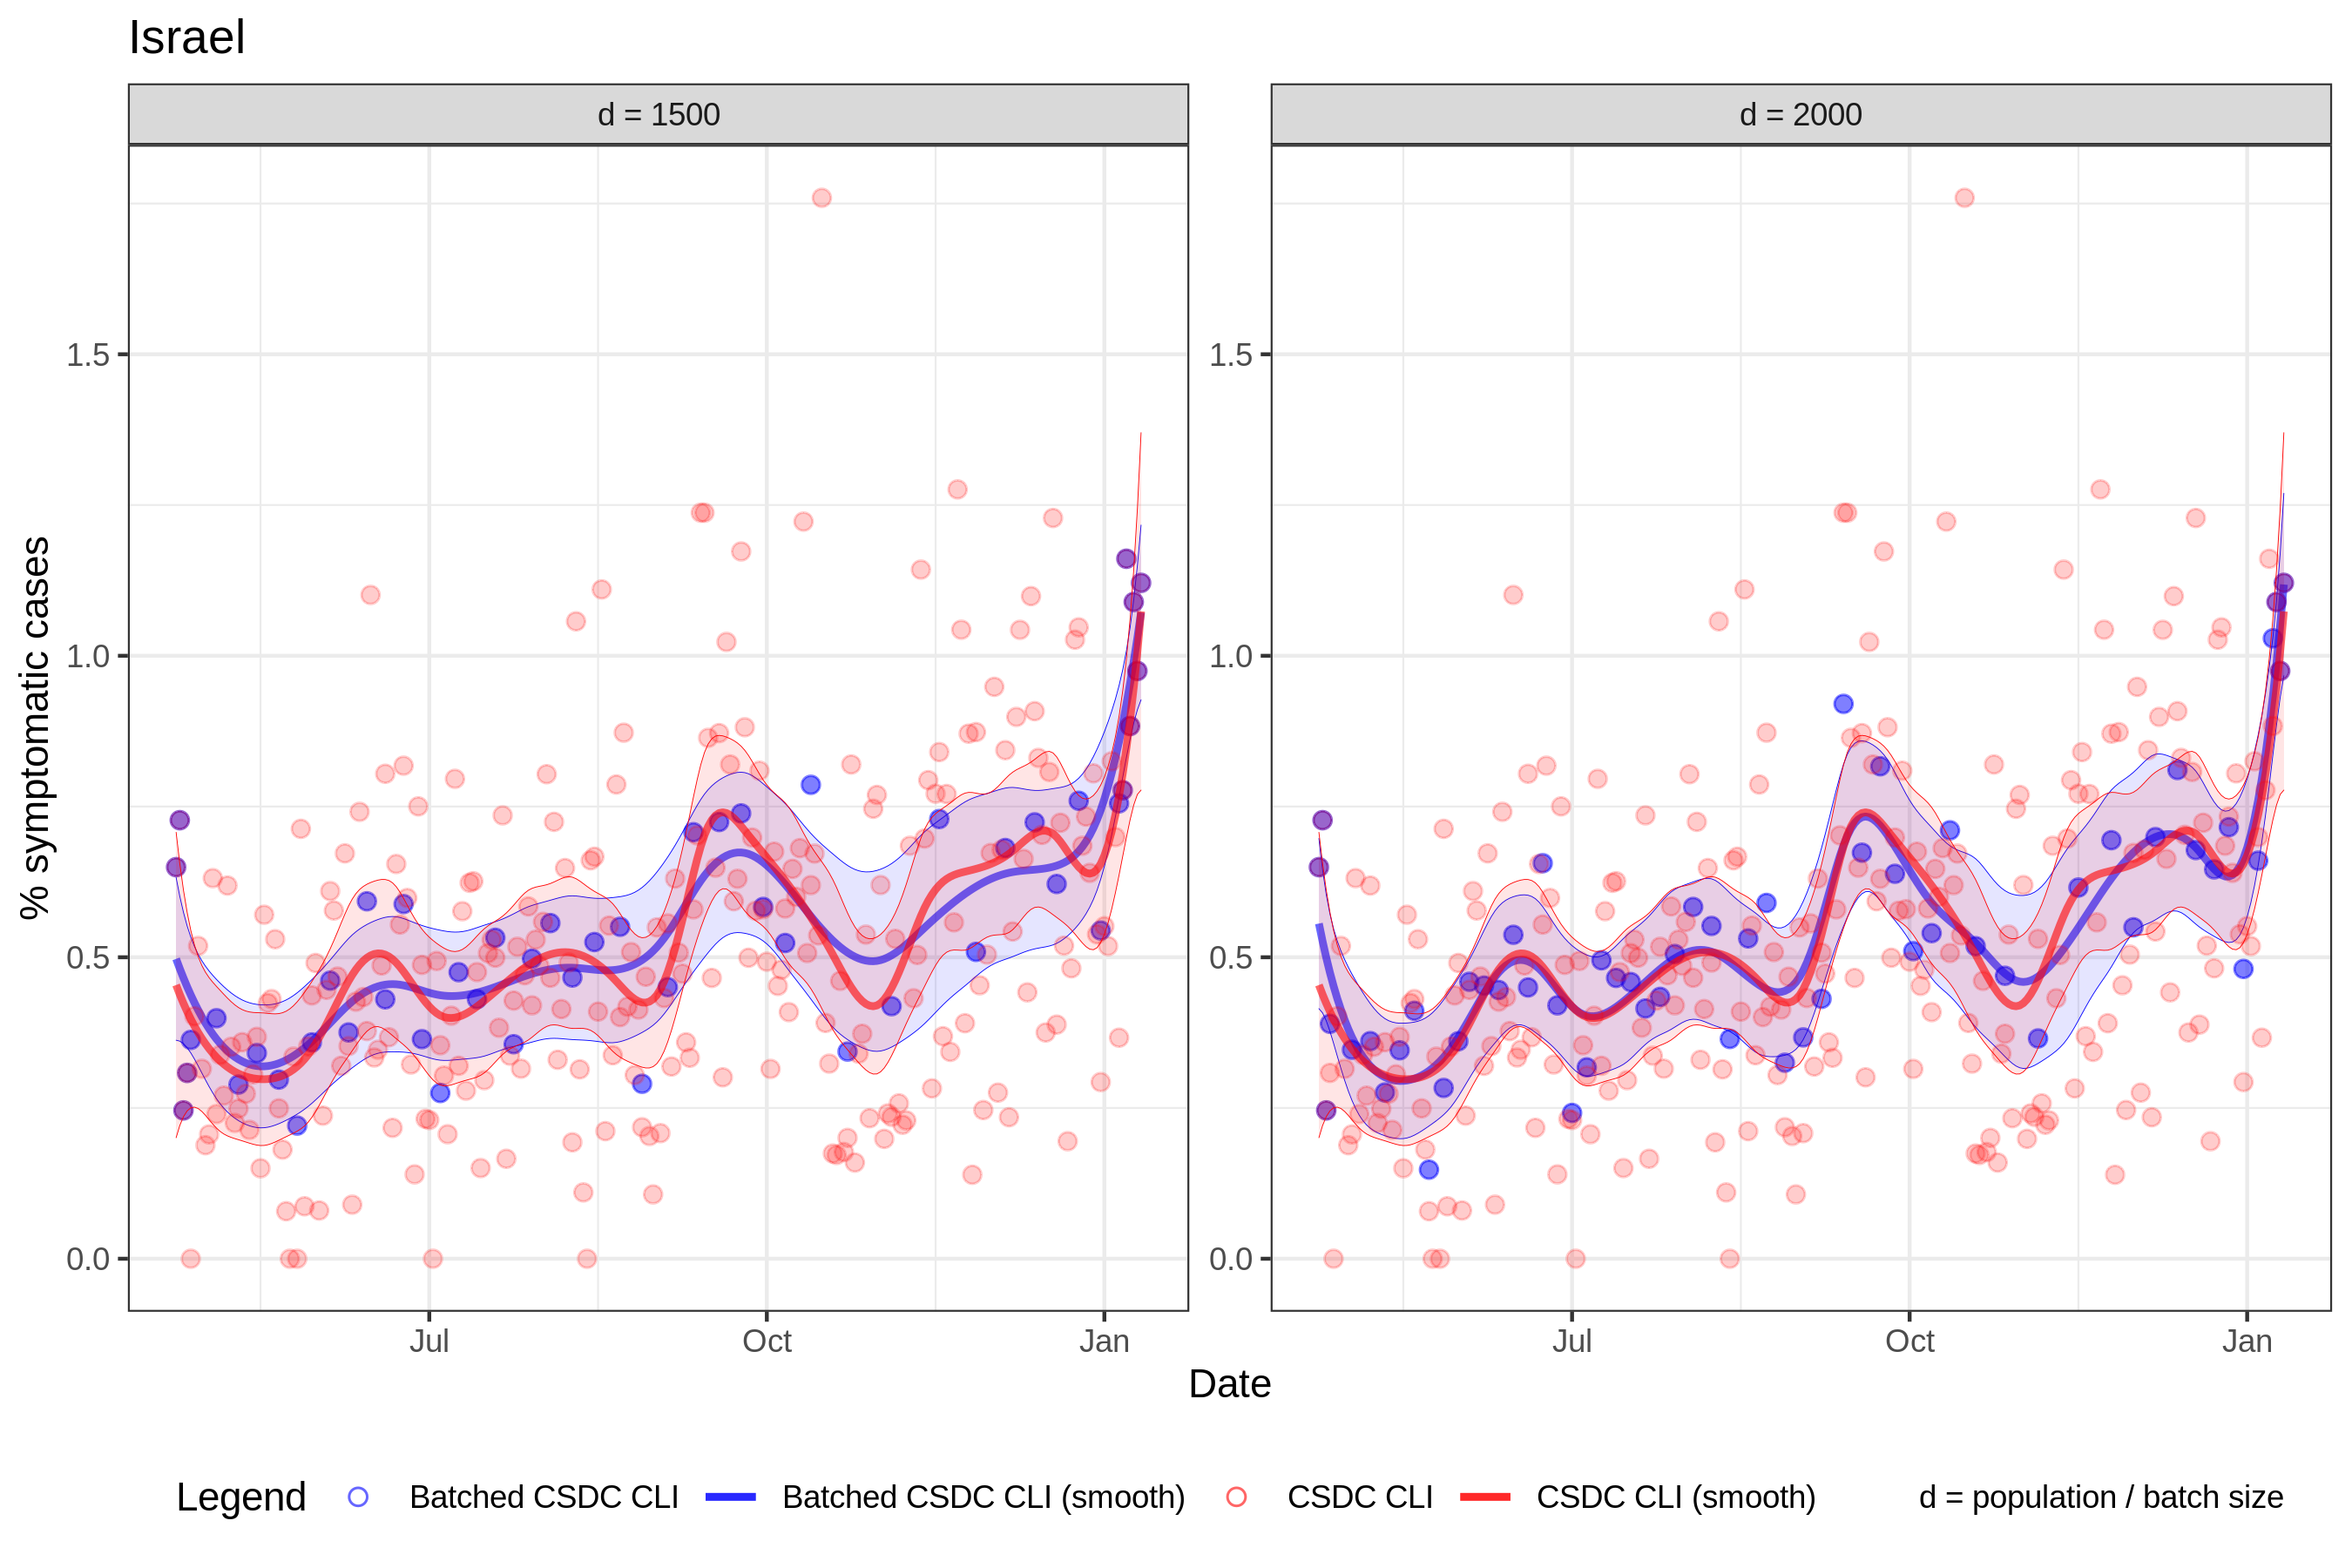 Israel
d = 1500
d = 2000
% symptomatic cases
1.5
1.0
0.5
0.0
1.5
1.0
0.5
0.0
Jul
Oct
Jan
Jul
Oct
Jan
Date
Legend
Batched CSDC CLI
Batched CSDC CLI (smooth)
CSDC CLI
CSDC CLI (smooth)
d = population / batch size